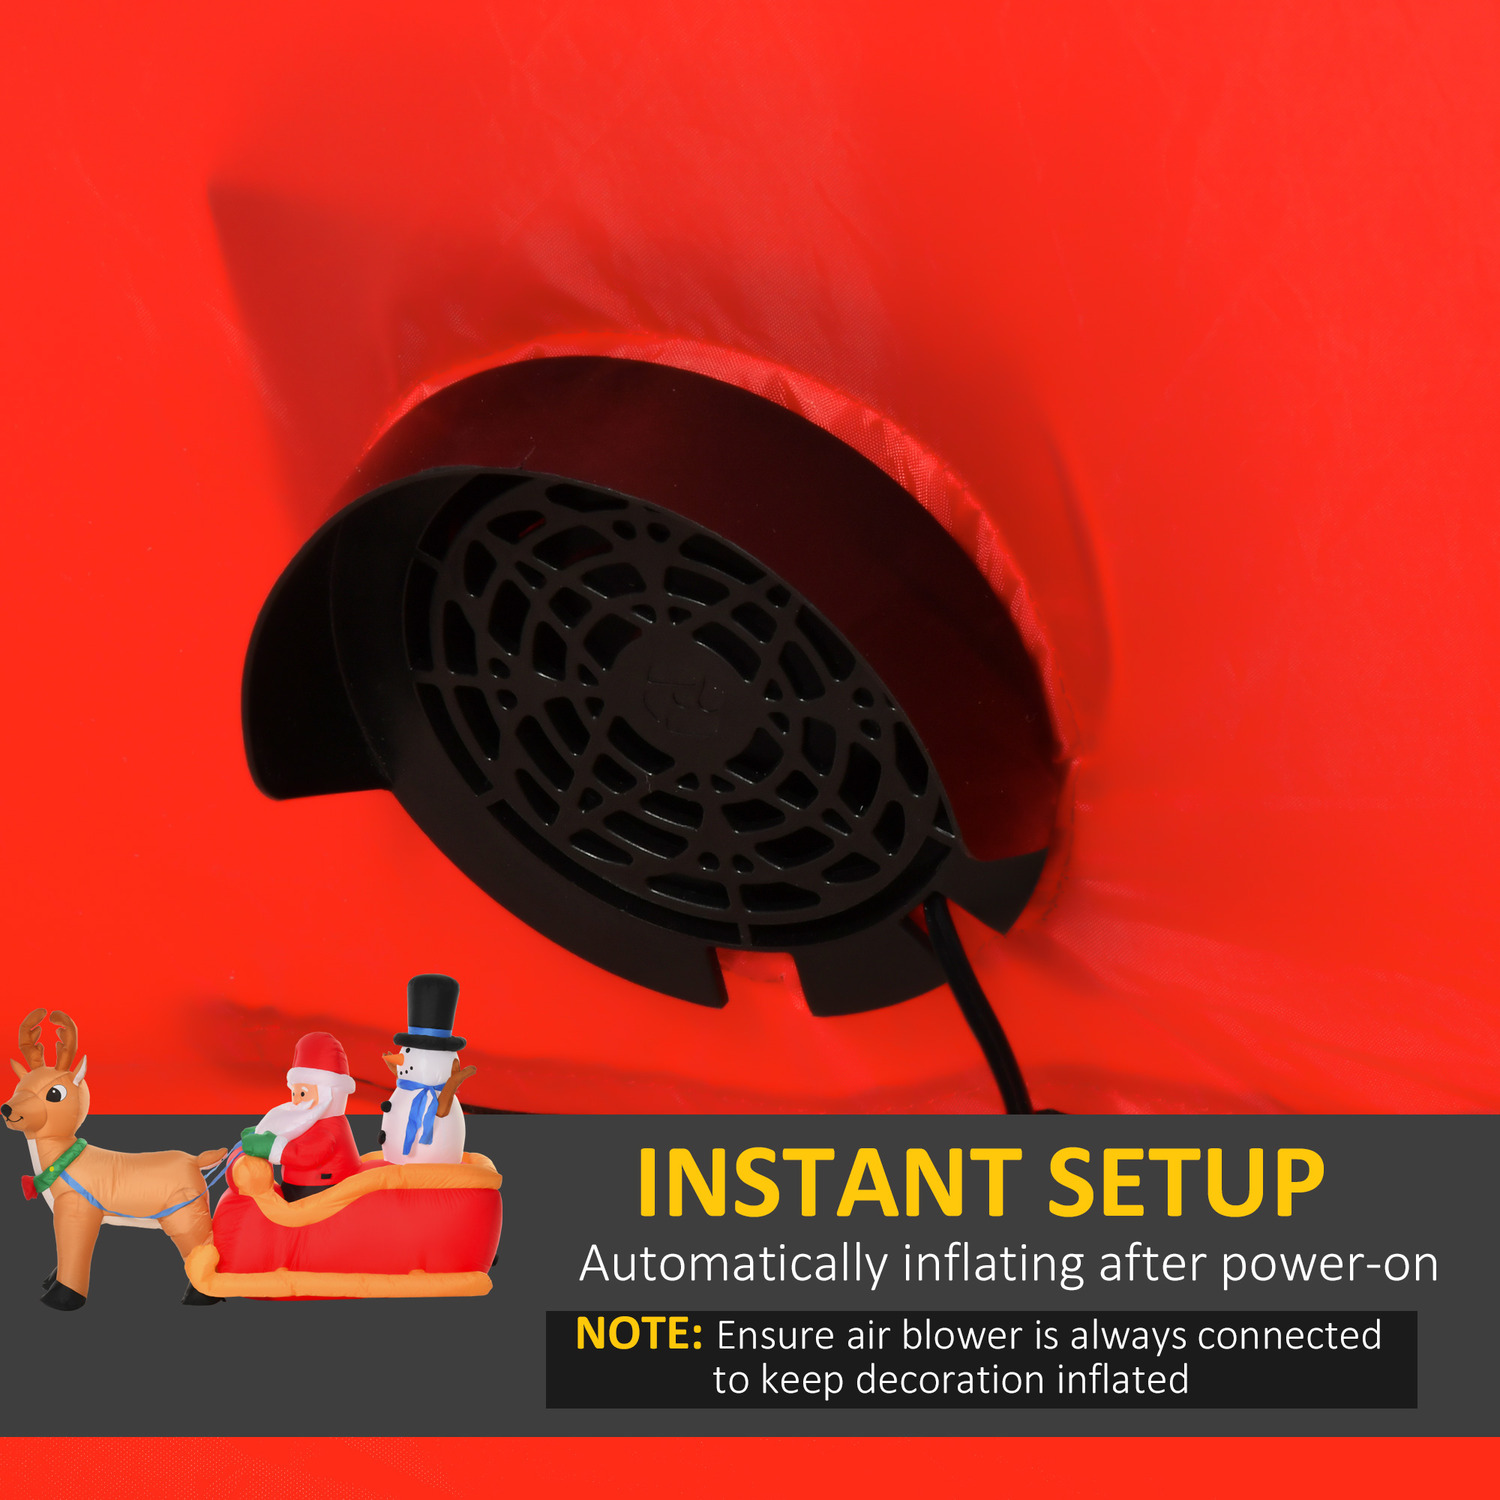 INSTANT SETUP
Automatically inflating after power-on
NOTE: Ensure air blower is always connected
to keep decoration inflated